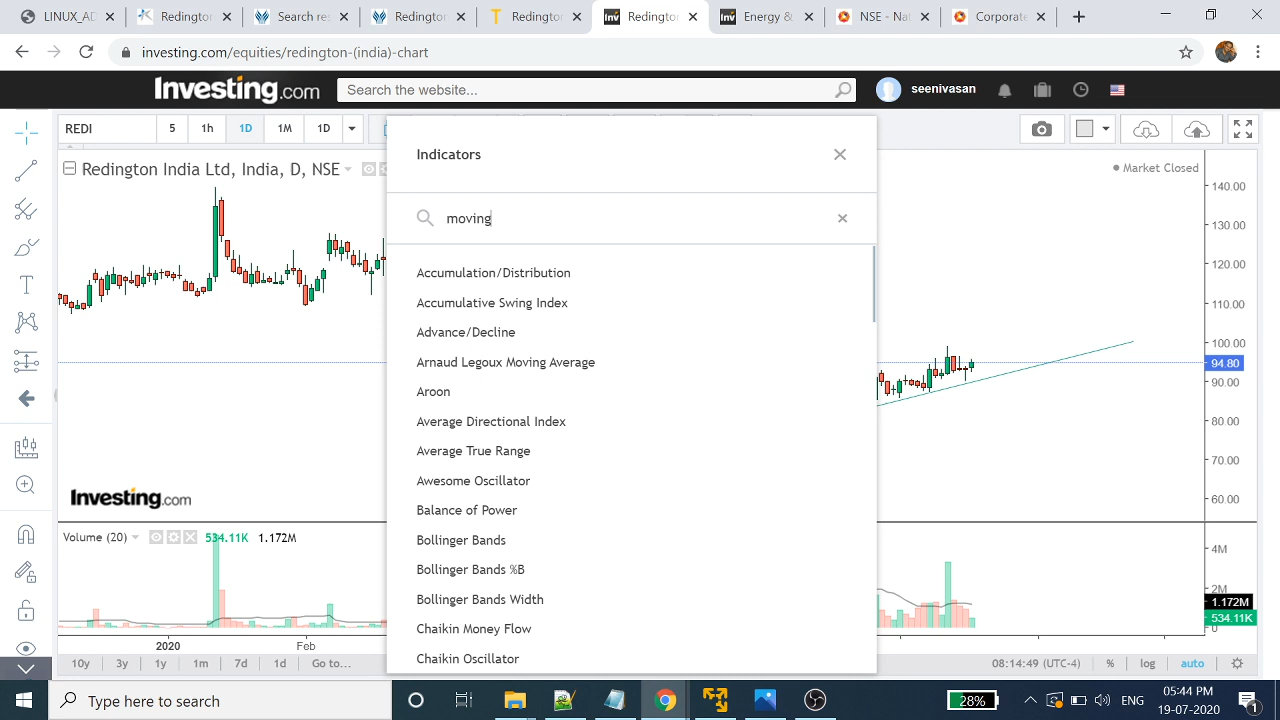 LINUX_AD
Redington
Search res
Redington
Redington
Redington
Energy &
NSE - Nat
Corporate
investing.com/equities/redington-(india)-chart
Investing.com
Search the website...
seenivasan
REDI
5
1h
1D
1M
1D
Redington India Ltd, India, D, NSE
Market Closed
Indicators
moving
Accumulation/Distribution
Accumulative Swing Index
Advance/Decline
Arnaud Legoux Moving Average
Aroon
Average Directional Index
Average True Range
Awesome Oscillator
Balance of Power
Bollinger Bands
Bollinger Bands %B
Bollinger Bands Width
Chaikin Money Flow
Chaikin Oscillator
140.00
130.00
120.00
110.00
100.00
94.80
90.00
80.00
70.00
60.00
Investing.com
Volume (20)
534.11K
1.172M
4M
2M
1.172M
534.11K
0
2020
Feb
10y
3y
1y
1m
7d
1d
Go to...
08:14:49 (UTC-4)
%
log
auto
Type here to search
28%
ENG
05:44 PM
19-07-2020
1